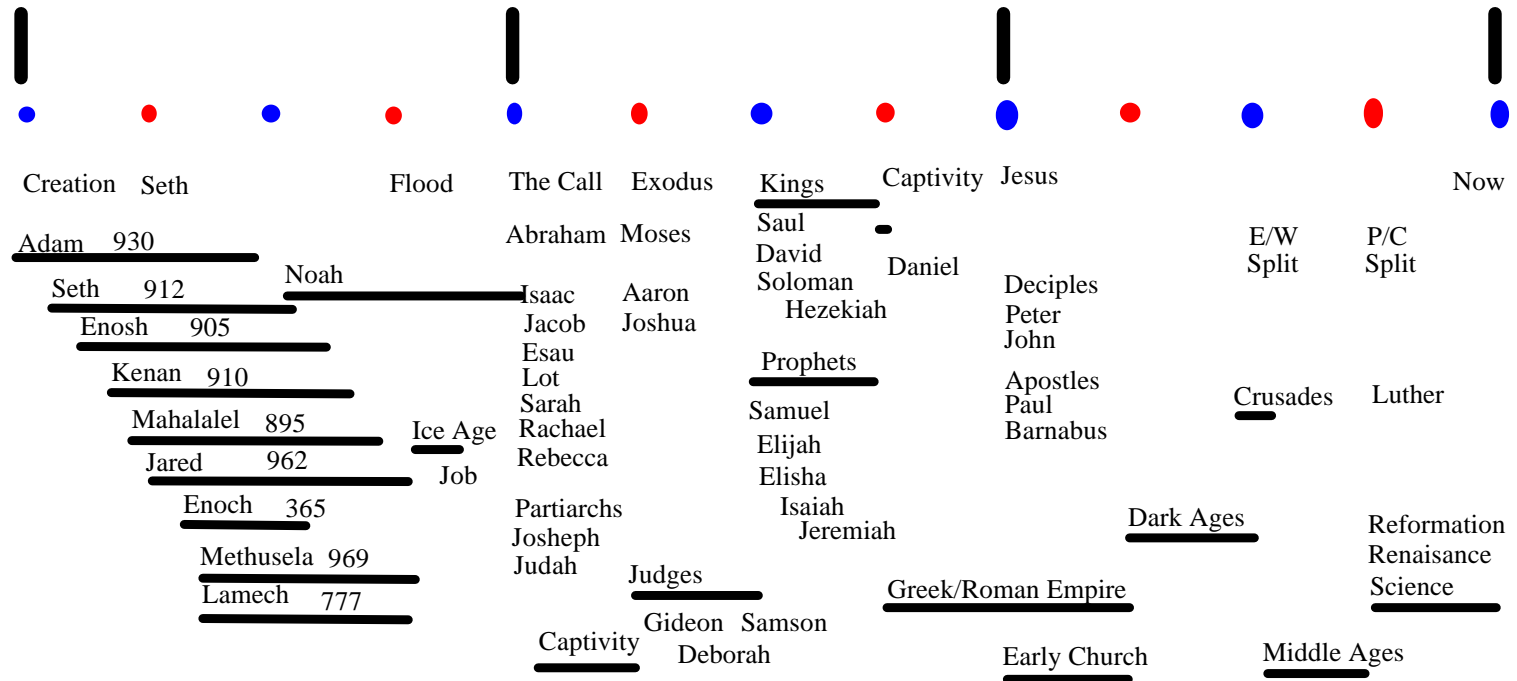 Creation
Seth
Flood
The Call
Exodus
Kings
Captivity
Jesus
Now
Adam 930
Seth 912
Enosh 905
Kenan 910
Mahalalel 895
Jared 962
Enoch 365
Methusela 969
Lamech 777
Noah
Ice Age
Job
Abraham
Isaac
Jacob
Esau
Lot
Sarah
Rachael
Rebecca
Partiarchs
Josheph
Judah
Captivity
Moses
Aaron
Joshua
Judges
Gideon
Samson
Deborah
Saul
David
Soloman
Hezekiah
Prophets
Samuel
Elijah
Elisha
Isaiah
Jeremiah
Daniel
Greek/Roman Empire
Deciples
Peter
John
Apostles
Paul
Barnabus
Early Church
Dark Ages
E/W
Split
Crusades
Middle Ages
P/C
Split
Luther
Reformation
Renaisance
Science